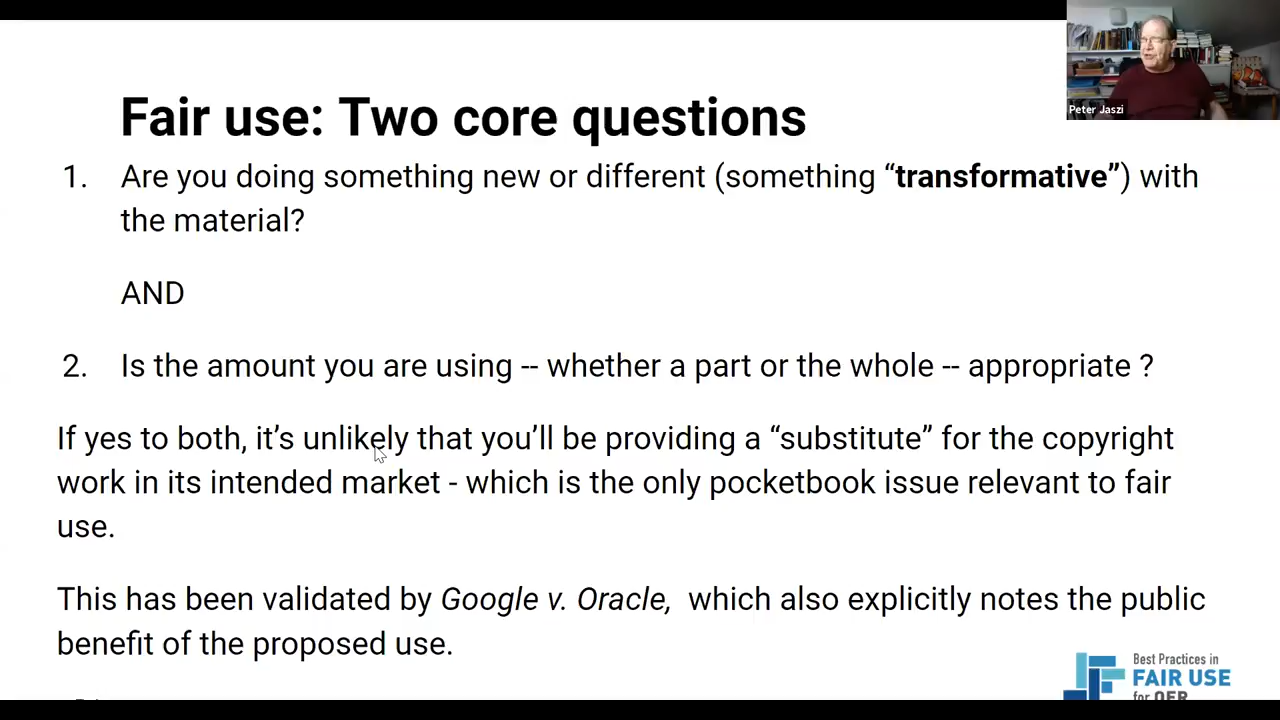 Peter Jaszi
Fair use: Two core questions
1. Are you doing something new or different (something “transformative”) with
the material?
AND
2. Is the amount you are using -- whether a part or the whole -- appropriate ?
If yes to both, it’s unlikely that you’ll be providing a “substitute” for the copyright
work in its intended market - which is the only pocketbook issue relevant to fair
use.
This has been validated by Google v. Oracle, which also explicitly notes the public
benefit of the proposed use.
Best Practices in
FAIR USE
for OER